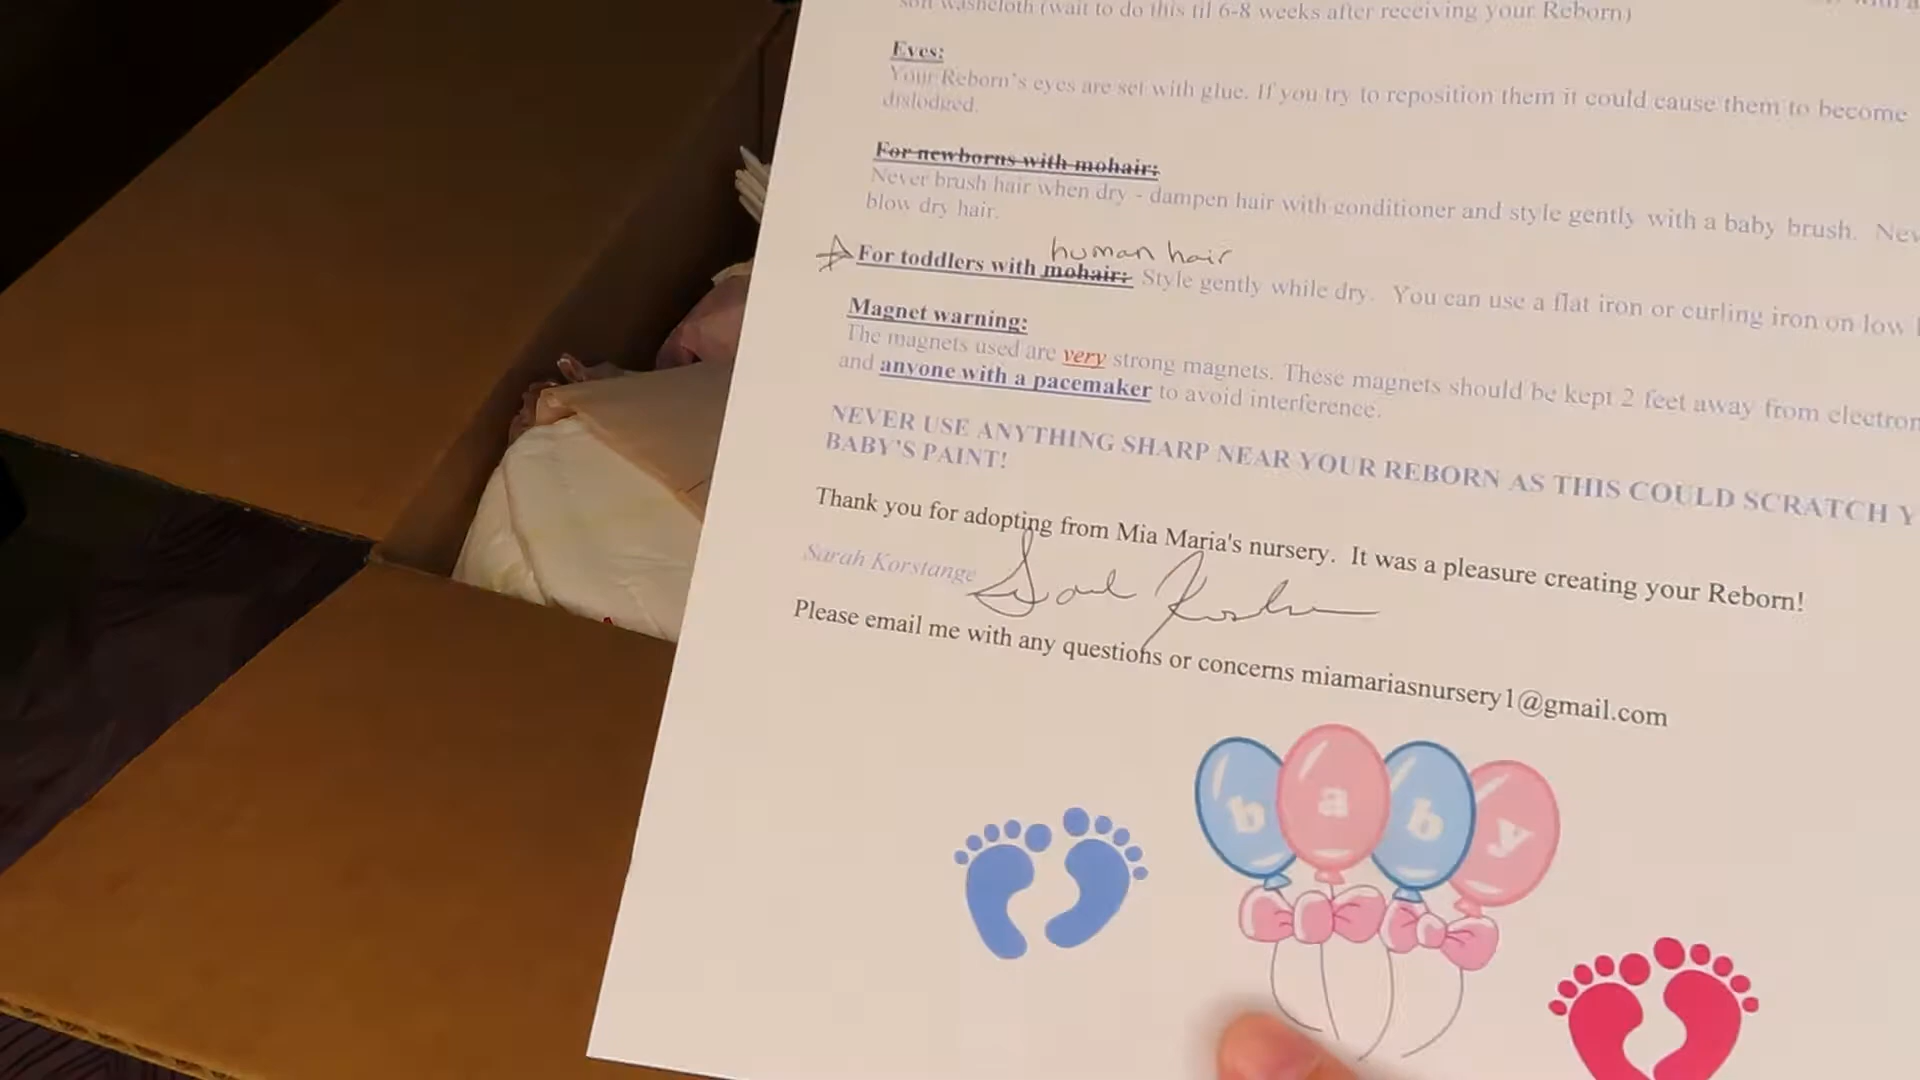 soft washcloth (wait to do this til 6-8 weeks after receiving your Reborn)
Eyes:
Your Reborn's eyes are set with glue. If you try to reposition them it could cause them to become
dislodged.
For newborns with mohair:
Never brush hair when dry - dampen hair with conditioner and style gently with a baby brush.
blow dry hair.
human hair
For toddlers with mohair: Style gently while dry. You can use a flat iron or curling iron on low
Magnet warning:
The magnets used are very strong magnets. These magnets should be kept 2 feet away from
and anyone with a pacemaker to avoid interference.
NEVER USE ANYTHING SHARP NEAR YOUR REBORN AS THIS COULD SCRATCH
BABY'S PAINT!
Thank you for adopting from Mia Maria's nursery. It was a pleasure creating your Reborn!
Sarah Korstange
Please email me with any questions or concerns miamariasnursery1@gmail.com
b a b y